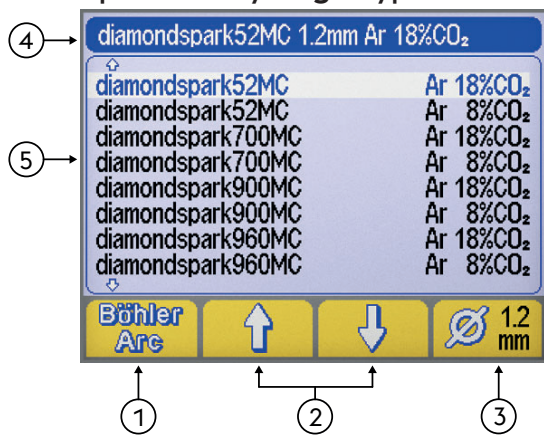 4
diamondspark52MC 1.2mm Ar 18%CO₂
diamondspark52MC Ar 18%CO₂
diamondspark52MC Ar 8%CO₂
5
diamondspark700MC Ar 18%CO₂
diamondspark700MC Ar 8%CO₂
diamondspark900MC Ar 18%CO₂
diamondspark900MC Ar 8%CO₂
diamondspark960MC Ar 18%CO₂
diamondspark960MC Ar 8%CO₂
Böhler
Arc
1.2
mm
1
2
3